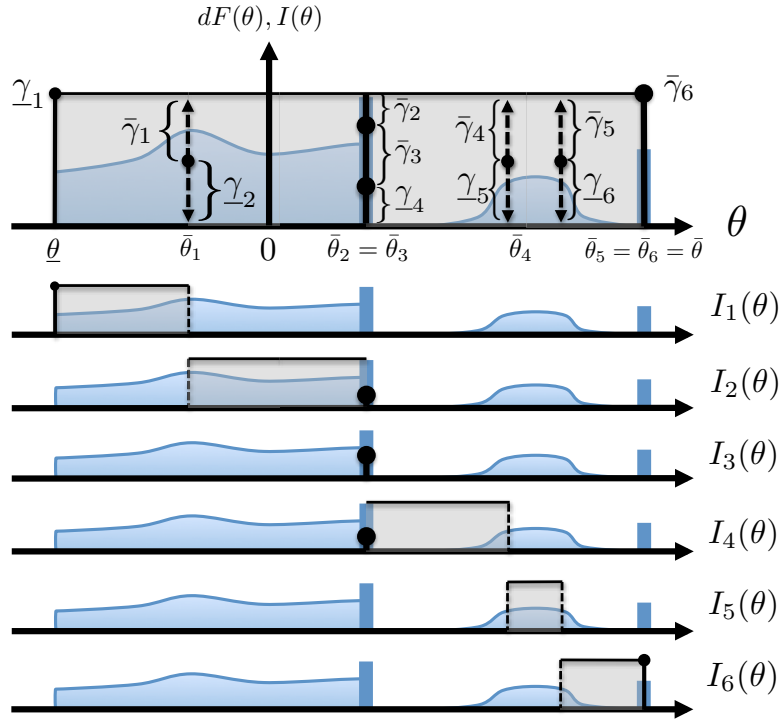 dF(θ), I(θ)
γ̲₁ γ̄₁ γ̲₂ γ̄₂ γ̄₃ γ̲₄ γ̄₄ γ̲₅ γ̄₅ γ̲₆ γ̄₆
θ̲ θ̄₁ 0 θ̄₂ = θ̄₃ θ̄₄ θ̄₅ = θ̄₆ = θ̄ θ
I₁(θ)
I₂(θ)
I₃(θ)
I₄(θ)
I₅(θ)
I₆(θ)